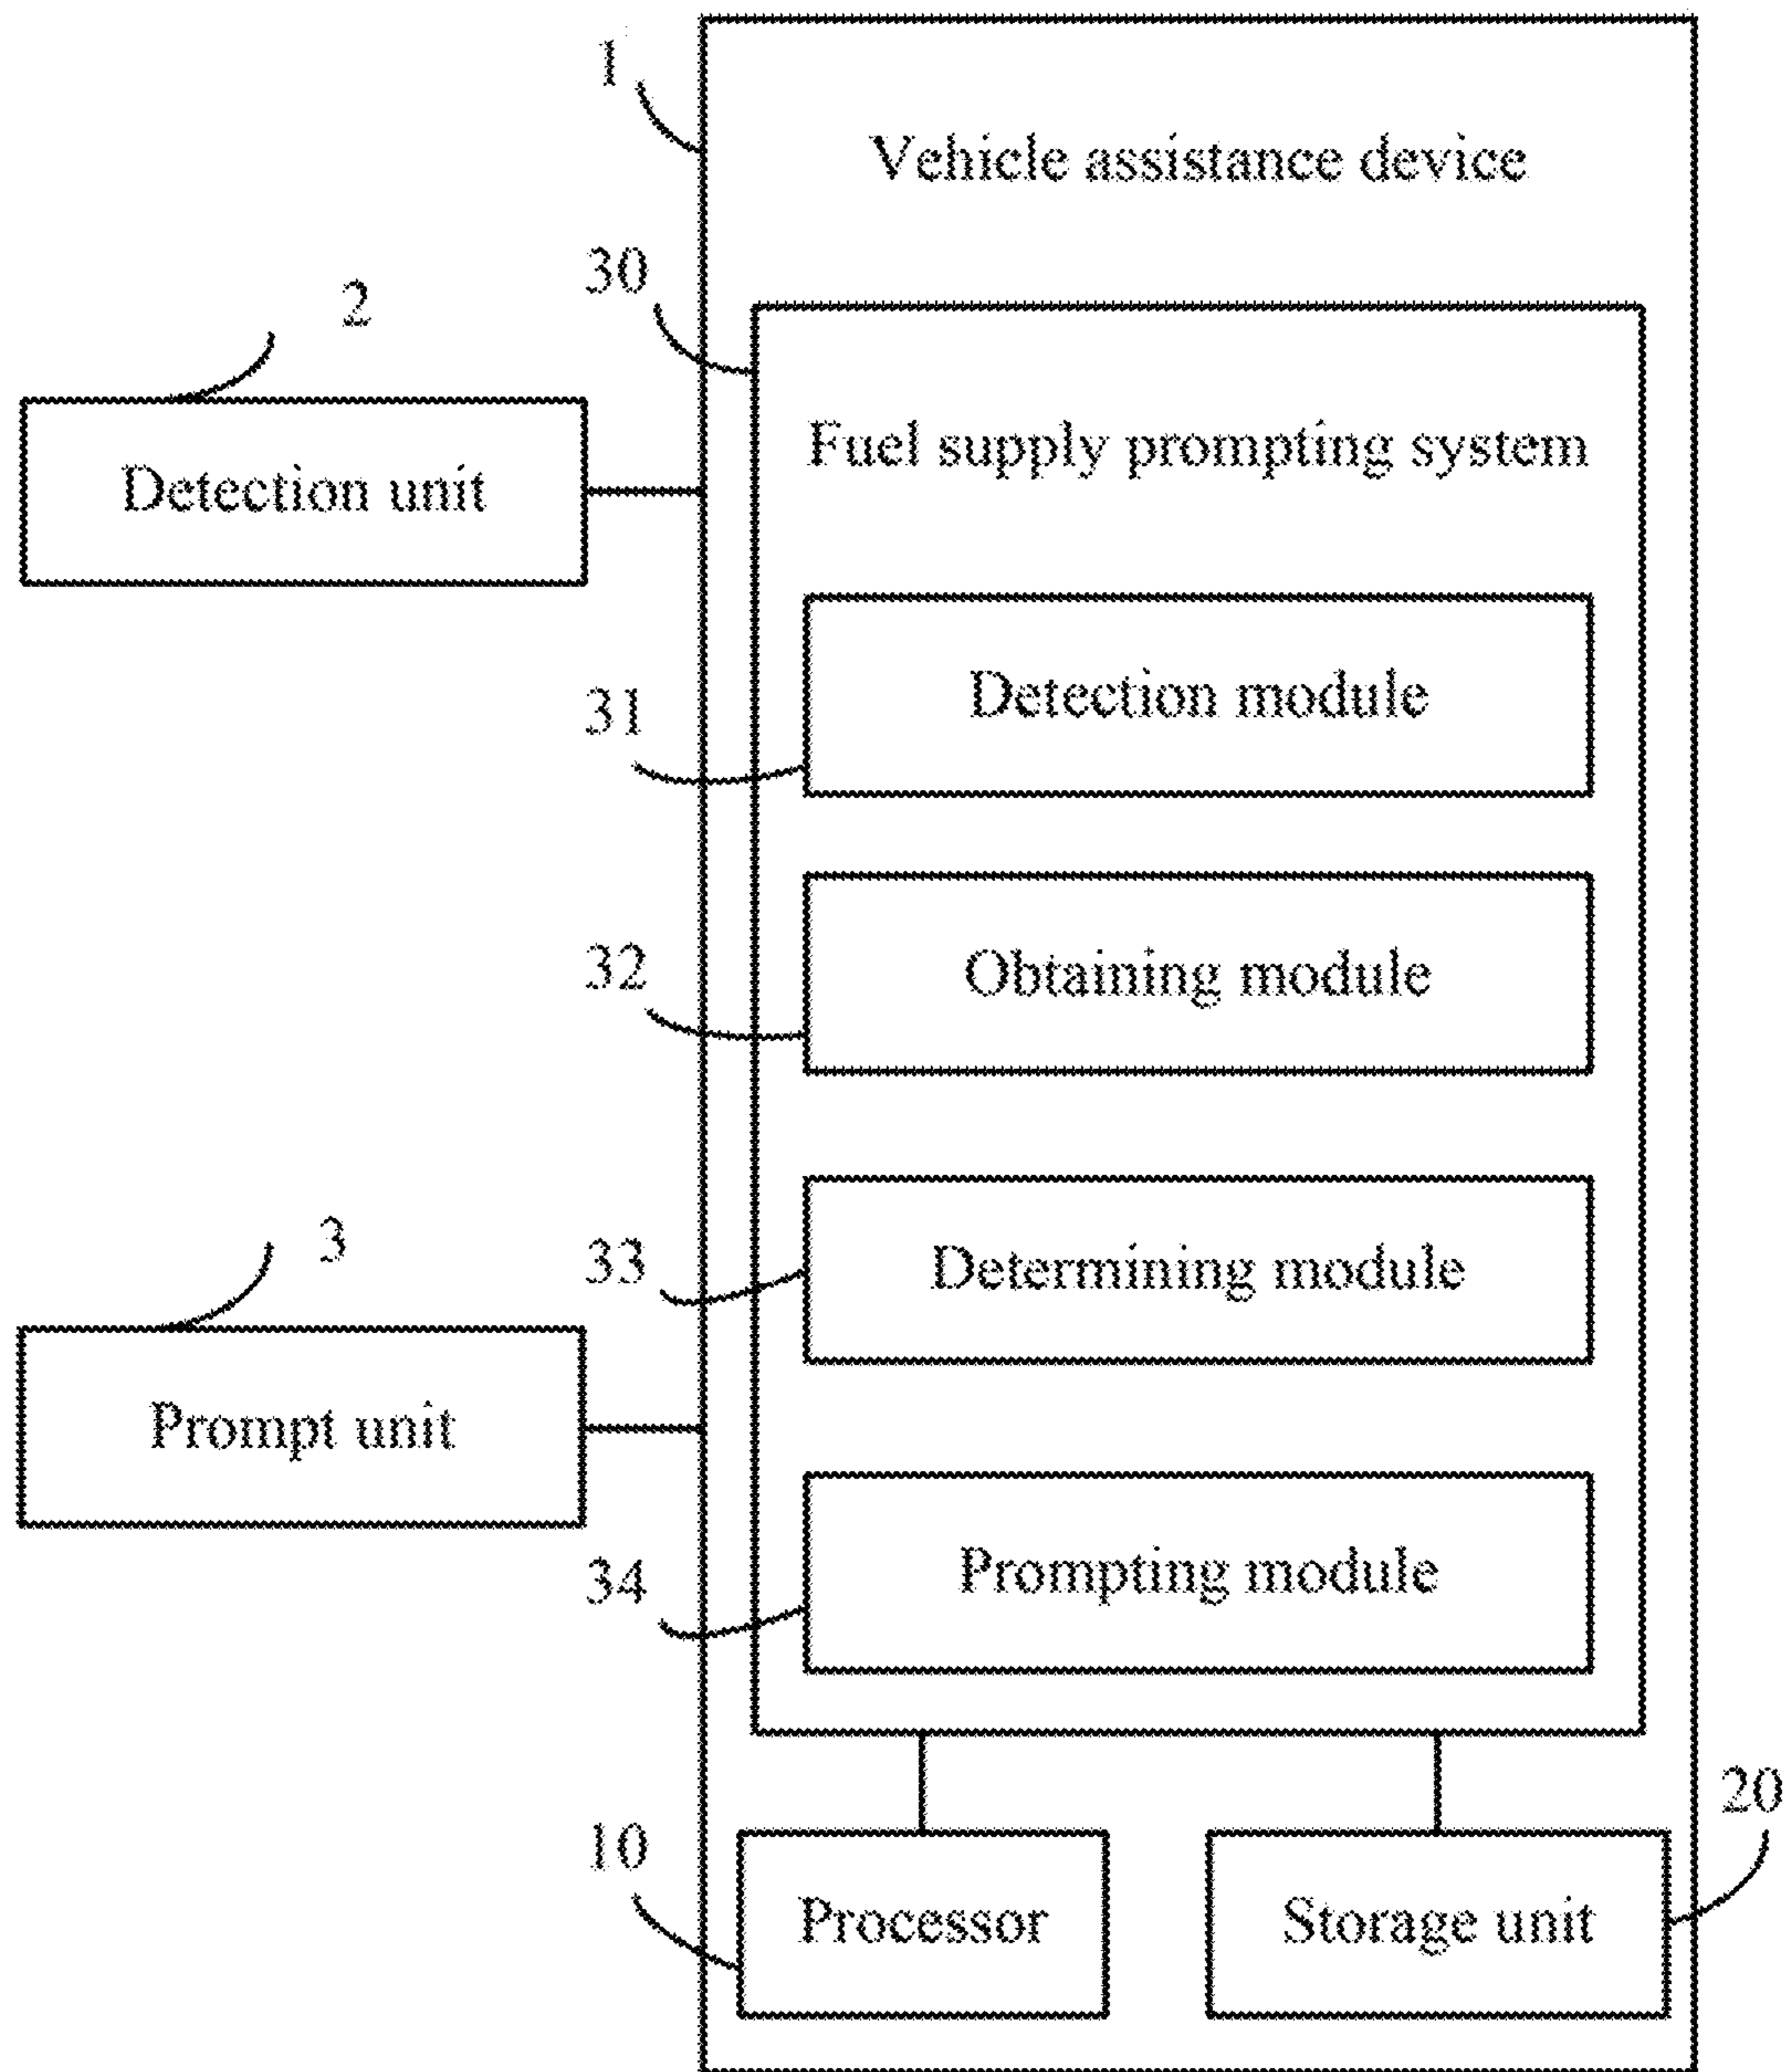 1
Vehicle assistance device
30
2
Fuel supply prompting system
Detection unit
31
Detection module
32
Obtaining module
3
33
Determining module
Prompt unit
34
Prompting module
20
10
Processor
Storage unit